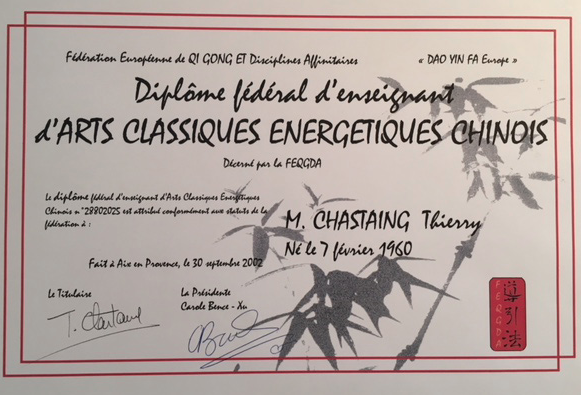 Fédération Européenne de QI GONG ET Disciplines Affinitaires « DAO YIN FA Europe »
Diplôme fédéral d'enseignant
d'ARTS CLASSIQUES ENERGETIQUES CHINOIS
Décerné par la FEQGDA
Le diplôme fédéral d'enseignant d'Arts Classiques Energétiques
Chinois n°28802025 est attribué conformément aux statuts de la
fédération à :
M. CHASTAING Thierry
Né le 7 février 1960
Fait à Aix en Provence, le 30 septembre 2002
Le Titulaire
La Présidente
Carole Bence - Xu
T. Chastaing
FEQGDA
導引法